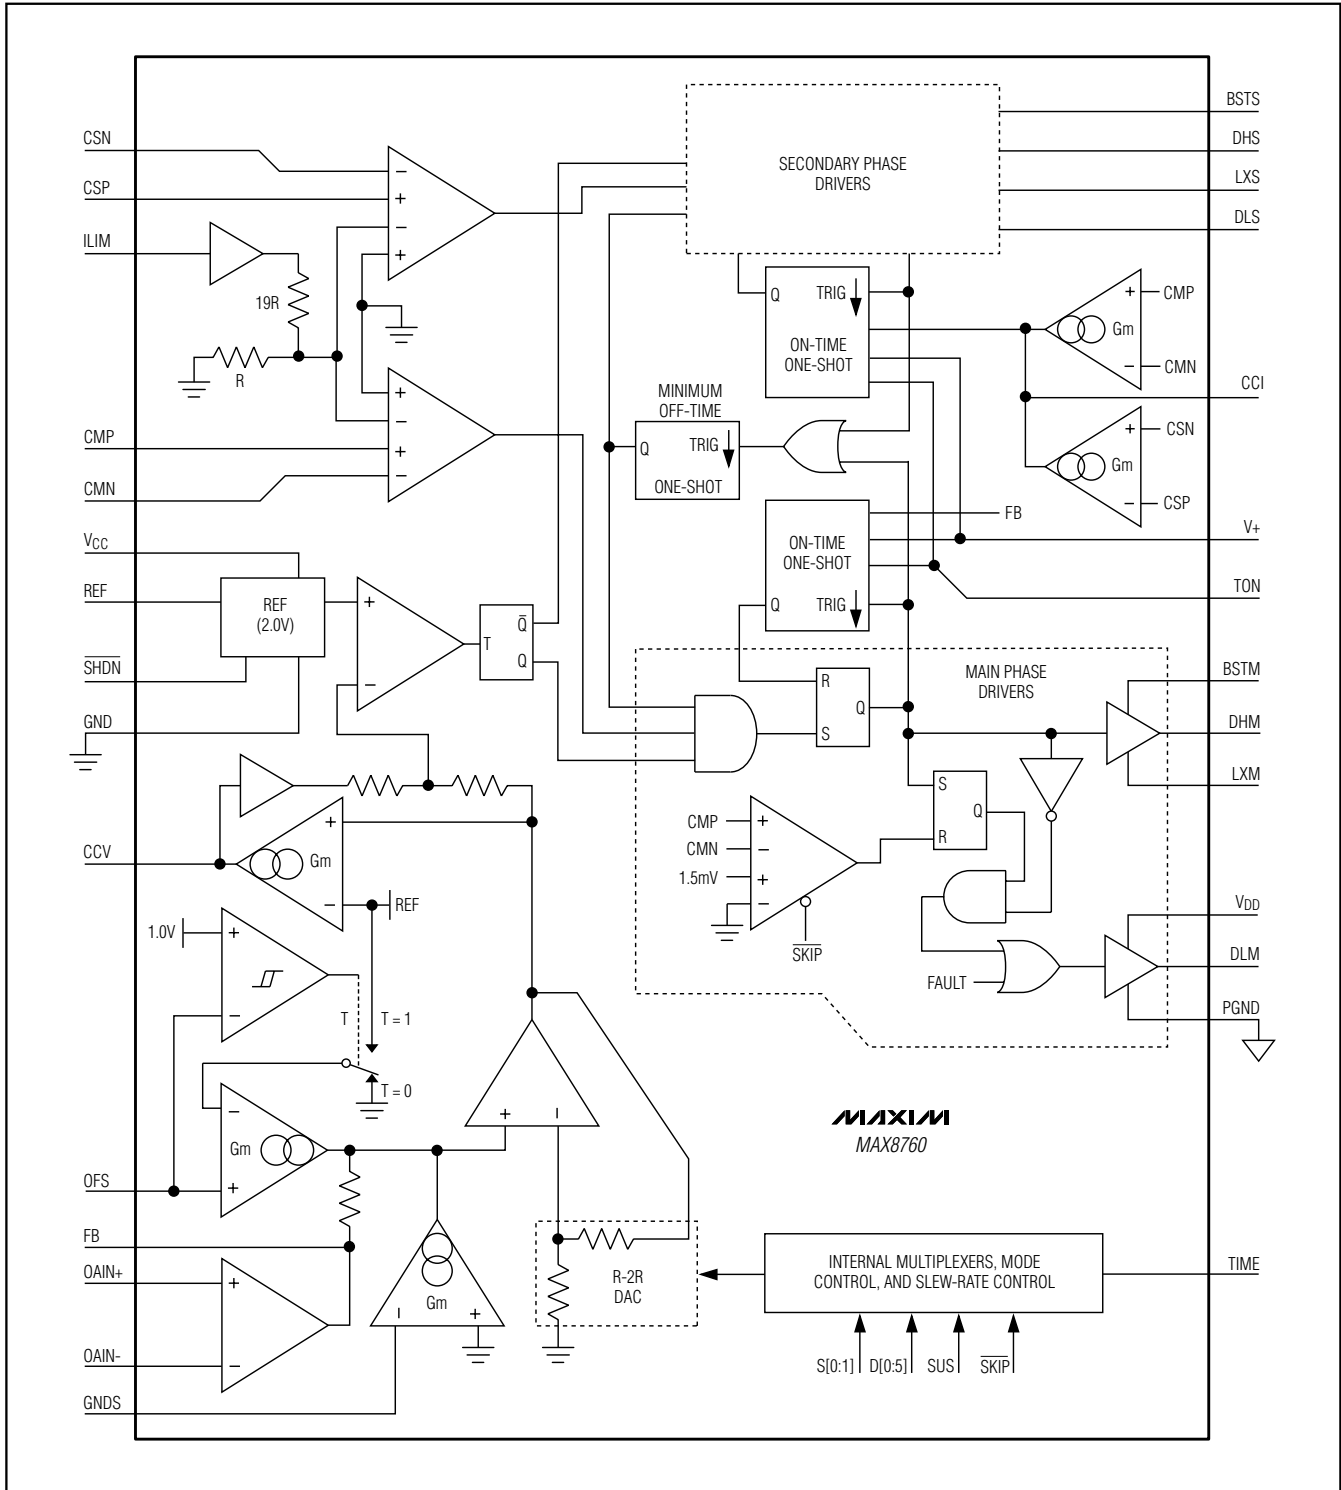 CSN
CSP
ILIM
19R
R
CMP
CMN
VCC
REF
REF
(2.0V)
SHDN
GND
CCV
Gm
REF
1.0V
T
T = 1
T = 0
Gm
OFS
FB
OAIN+
OAIN-
GNDS
Gm
T
Q̅
Q
SECONDARY PHASE
DRIVERS
BSTS
DHS
LXS
DLS
Q
TRIG
ON-TIME
ONE-SHOT
CMP
Gm
CMN
CCI
MINIMUM
OFF-TIME
Q
TRIG
ONE-SHOT
CSN
Gm
CSP
FB
V+
ON-TIME
ONE-SHOT
Q
TRIG
TON
MAIN PHASE
DRIVERS
BSTM
DHM
LXM
R
Q
S
S
Q
R
CMP
CMN
1.5mV
S̅K̅I̅P̅
FAULT
VDD
DLM
PGND
MAXIM
MAX8760
R-2R
DAC
INTERNAL MULTIPLEXERS, MODE
CONTROL, AND SLEW-RATE CONTROL
TIME
S[0:1] D[0:5] SUS S̅K̅I̅P̅